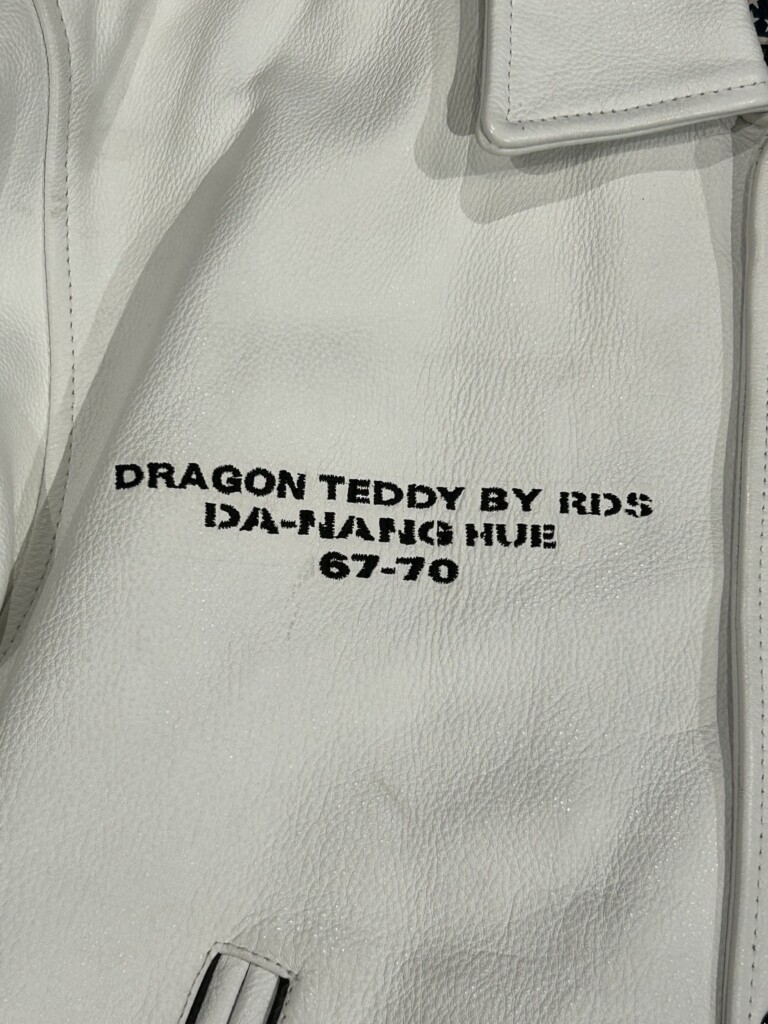 DRAGON TEDDY BY RDS
DA-NANG HUE
67-70